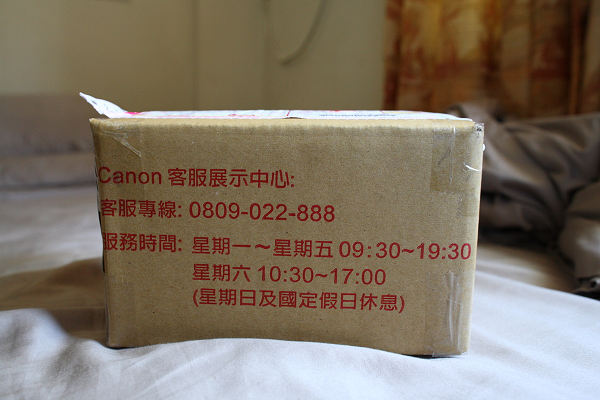 Canon 客服展示中心:
客服專線: 0809-022-888
服務時間: 星期一～星期五 09:30~19:30
星期六 10:30~17:00
(星期日及國定假日休息)